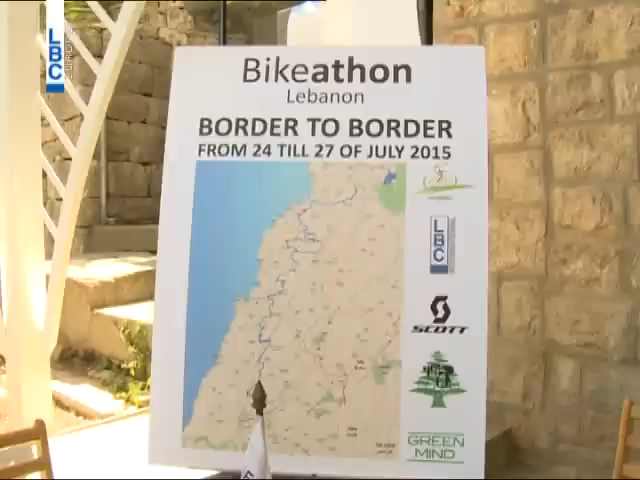 LBC
Bikeathon
Lebanon
BORDER TO BORDER
FROM 24 TILL 27 OF JULY 2015
LBC
SCOTT
GREEN
MIND